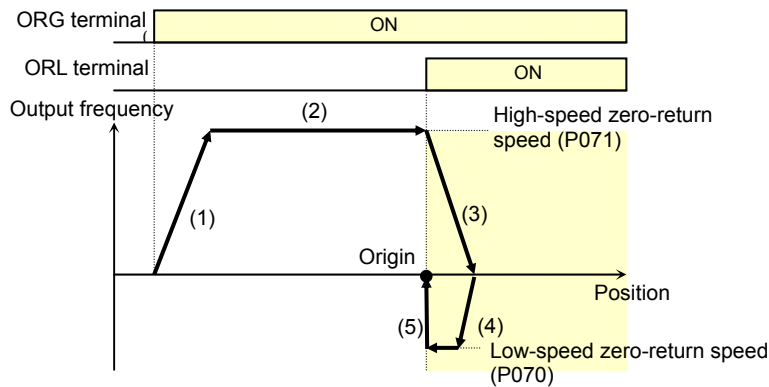 ORG terminal
(
ON
ORL terminal
ON
Output frequency
(2)
High-speed zero-return
speed (P071)
(1)
(3)
Origin
Position
(5)
(4)
Low-speed zero-return speed
(P070)